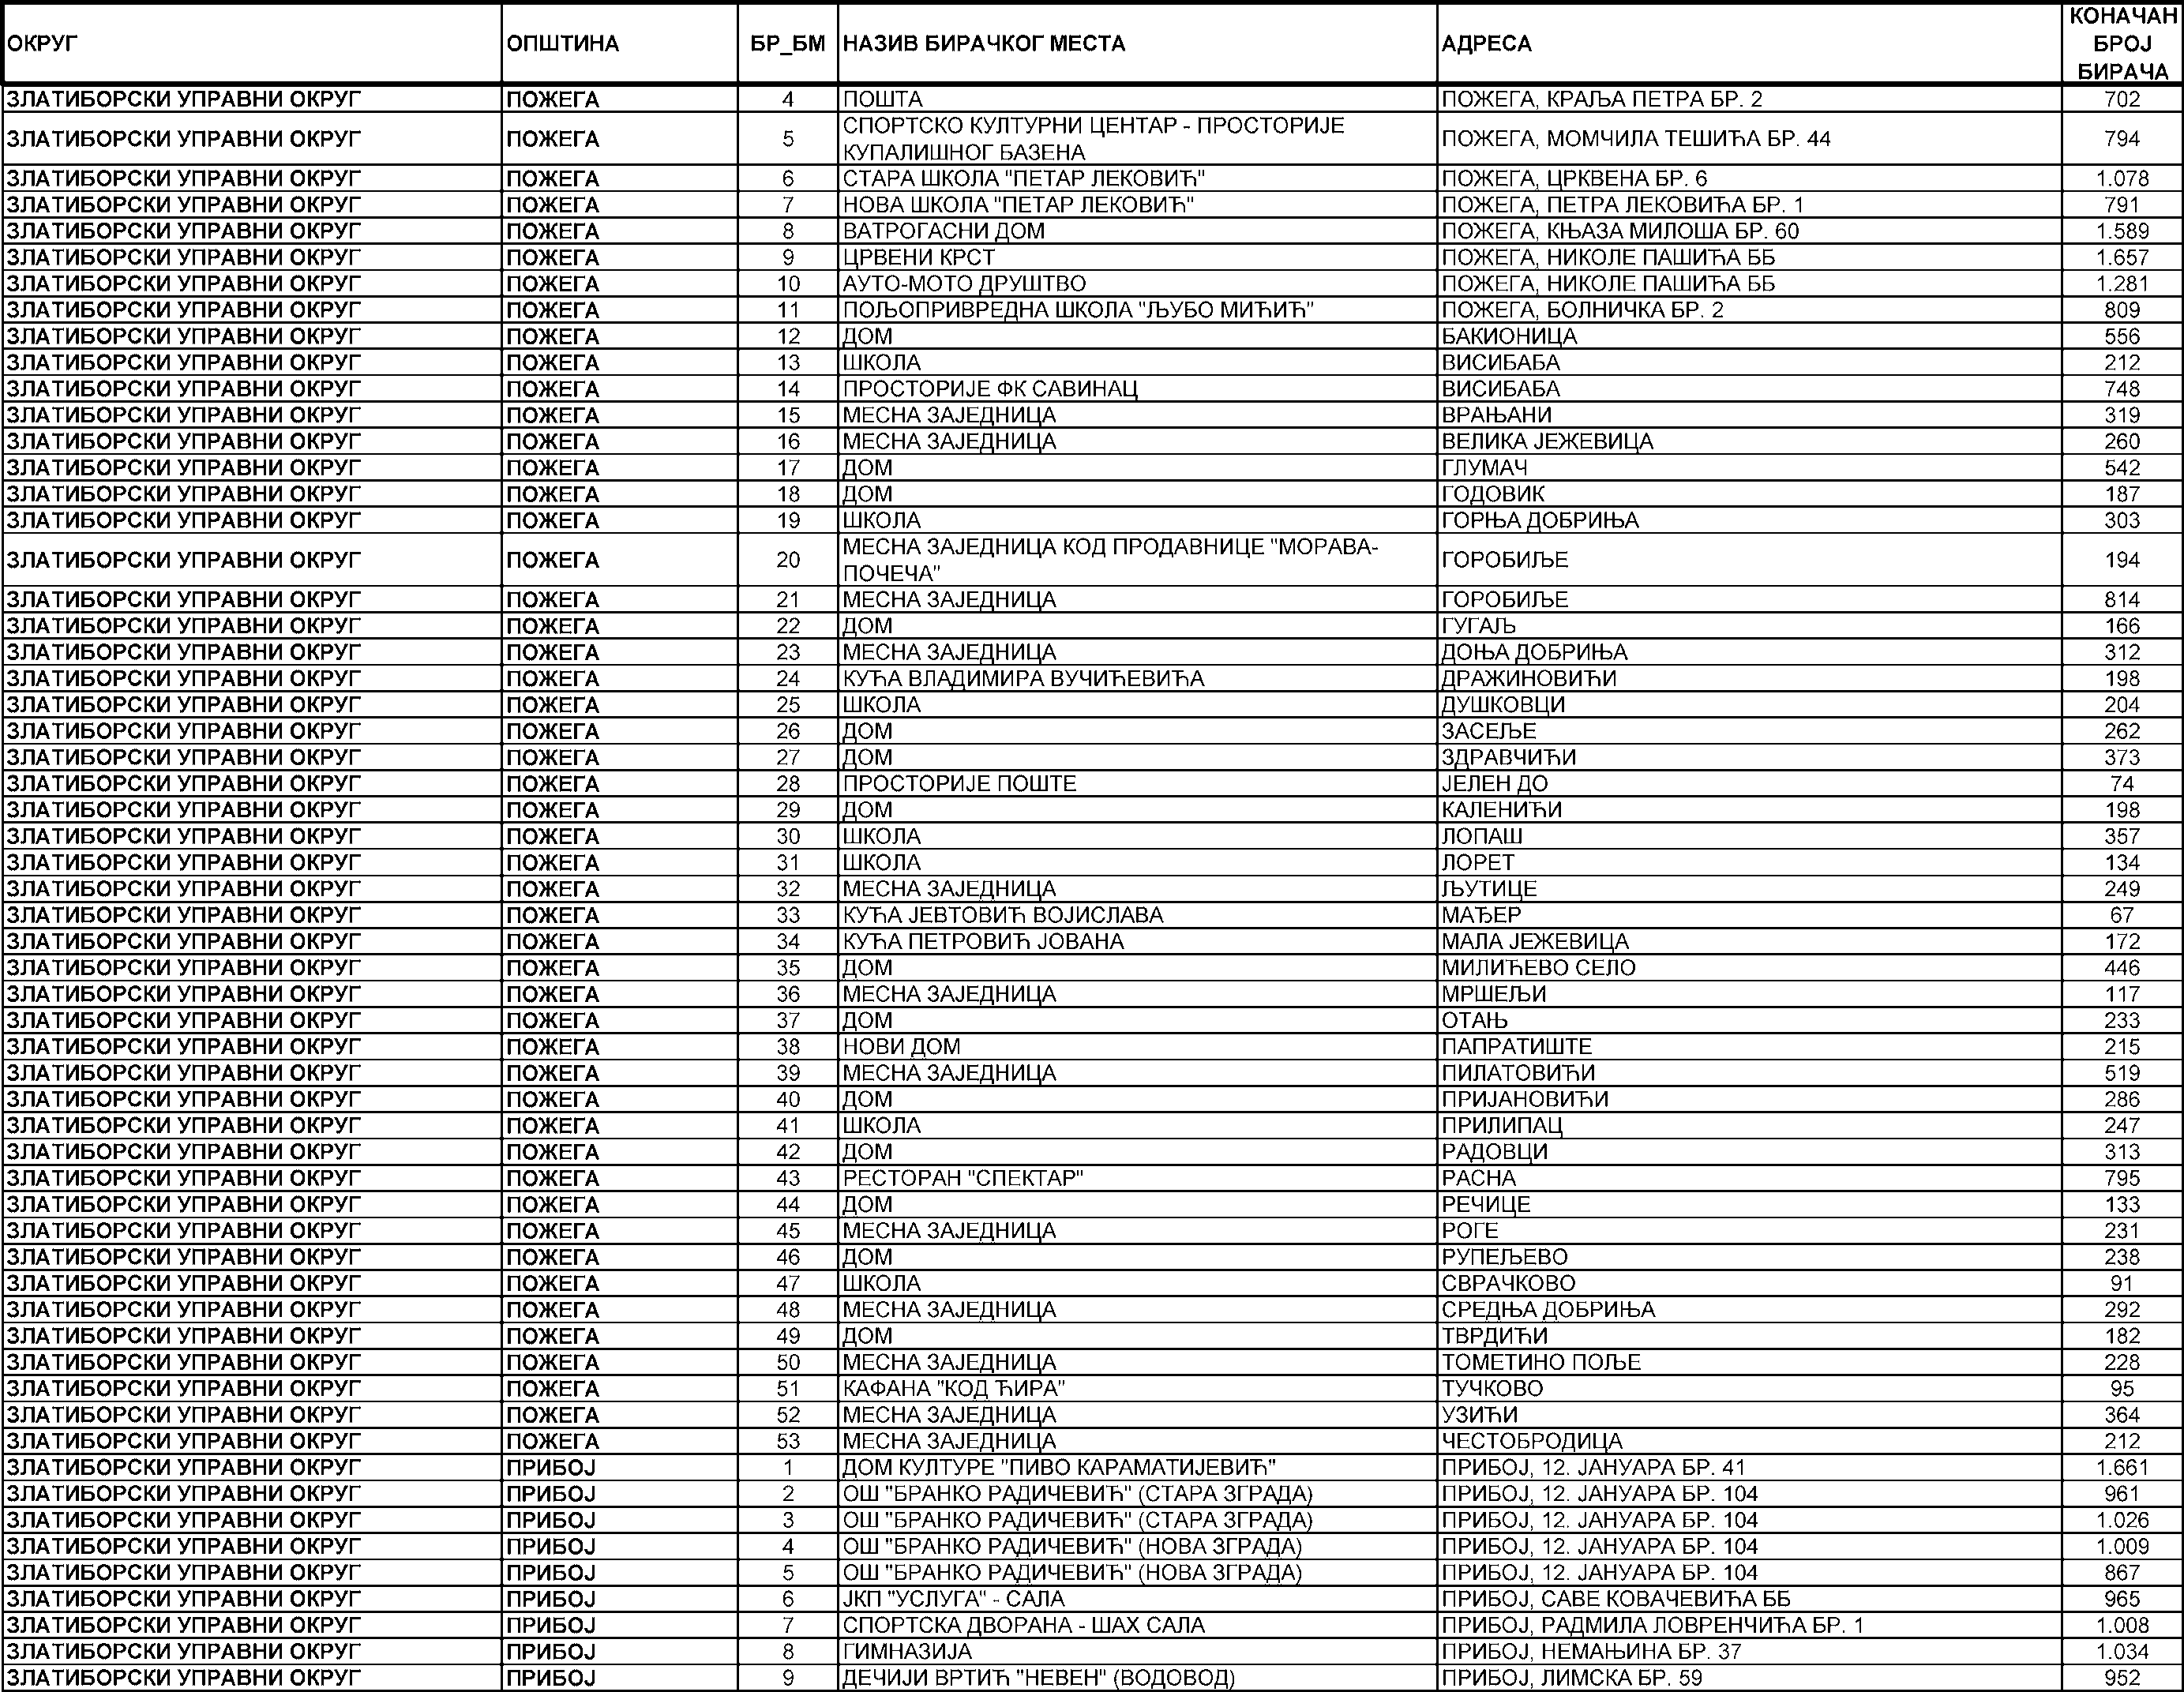 ОКРУГ ОПШТИНА БР_БМ НАЗИВ БИРАЧКОГ МЕСТА АДРЕСА КОНАЧАН БРОЈ БИРАЧА
ЗЛАТИБОРСКИ УПРАВНИ ОКРУГ ПОЖЕГА 4 ПОШТА ПОЖЕГА, КРАЉА ПЕТРА БР. 2 702
ЗЛАТИБОРСКИ УПРАВНИ ОКРУГ ПОЖЕГА 5 СПОРТСКО КУЛТУРНИ ЦЕНТАР - ПРОСТОРИЈЕ КУПАЛИШНОГ БАЗЕНА ПОЖЕГА, МОМЧИЛА ТЕШИЋА БР. 44 794
ЗЛАТИБОРСКИ УПРАВНИ ОКРУГ ПОЖЕГА 6 СТАРА ШКОЛА "ПЕТАР ЛЕКОВИЋ" ПОЖЕГА, ЦРКВЕНА БР. 6 1.078
ЗЛАТИБОРСКИ УПРАВНИ ОКРУГ ПОЖЕГА 7 НОВА ШКОЛА "ПЕТАР ЛЕКОВИЋ" ПОЖЕГА, ПЕТРА ЛЕКОВИЋА БР. 1 791
ЗЛАТИБОРСКИ УПРАВНИ ОКРУГ ПОЖЕГА 8 ВАТРОГАСНИ ДОМ ПОЖЕГА, КЊАЗА МИЛОША БР. 60 1.589
ЗЛАТИБОРСКИ УПРАВНИ ОКРУГ ПОЖЕГА 9 ЦРВЕНИ КРСТ ПОЖЕГА, НИКОЛЕ ПАШИЋА ББ 1.657
ЗЛАТИБОРСКИ УПРАВНИ ОКРУГ ПОЖЕГА 10 АУТО-МОТО ДРУШТВО ПОЖЕГА, НИКОЛЕ ПАШИЋА ББ 1.281
ЗЛАТИБОРСКИ УПРАВНИ ОКРУГ ПОЖЕГА 11 ПОЉОПРИВРЕДНА ШКОЛА "ЉУБО МИЋИЋ" ПОЖЕГА, БОЛНИЧКА БР. 2 809
ЗЛАТИБОРСКИ УПРАВНИ ОКРУГ ПОЖЕГА 12 ДОМ БАКИОНИЦА 556
ЗЛАТИБОРСКИ УПРАВНИ ОКРУГ ПОЖЕГА 13 ШКОЛА ВИСИБАБА 212
ЗЛАТИБОРСКИ УПРАВНИ ОКРУГ ПОЖЕГА 14 ПРОСТОРИЈЕ ФК САВИНАЦ ВИСИБАБА 748
ЗЛАТИБОРСКИ УПРАВНИ ОКРУГ ПОЖЕГА 15 МЕСНА ЗАЈЕДНИЦА ВРАЊАНИ 319
ЗЛАТИБОРСКИ УПРАВНИ ОКРУГ ПОЖЕГА 16 МЕСНА ЗАЈЕДНИЦА ВЕЛИКА ЈЕЖЕВИЦА 260
ЗЛАТИБОРСКИ УПРАВНИ ОКРУГ ПОЖЕГА 17 ДОМ ГЛУМАЧ 542
ЗЛАТИБОРСКИ УПРАВНИ ОКРУГ ПОЖЕГА 18 ДОМ ГОДОВИК 187
ЗЛАТИБОРСКИ УПРАВНИ ОКРУГ ПОЖЕГА 19 ШКОЛА ГОРЊА ДОБРИЊА 303
ЗЛАТИБОРСКИ УПРАВНИ ОКРУГ ПОЖЕГА 20 МЕСНА ЗАЈЕДНИЦА КОД ПРОДАВНИЦЕ "МОРАВА-ПОЧЕЧА" ГОРОБИЉЕ 194
ЗЛАТИБОРСКИ УПРАВНИ ОКРУГ ПОЖЕГА 21 МЕСНА ЗАЈЕДНИЦА ГОРОБИЉЕ 814
ЗЛАТИБОРСКИ УПРАВНИ ОКРУГ ПОЖЕГА 22 ДОМ ГУГАЉ 166
ЗЛАТИБОРСКИ УПРАВНИ ОКРУГ ПОЖЕГА 23 МЕСНА ЗАЈЕДНИЦА ДОЊА ДОБРИЊА 312
ЗЛАТИБОРСКИ УПРАВНИ ОКРУГ ПОЖЕГА 24 КУЋА ВЛАДИМИРА ВУЧИЋЕВИЋА ДРАЖИНОВИЋИ 198
ЗЛАТИБОРСКИ УПРАВНИ ОКРУГ ПОЖЕГА 25 ШКОЛА ДУШКОВЦИ 204
ЗЛАТИБОРСКИ УПРАВНИ ОКРУГ ПОЖЕГА 26 ДОМ ЗАСЕЉЕ 262
ЗЛАТИБОРСКИ УПРАВНИ ОКРУГ ПОЖЕГА 27 ДОМ ЗДРАВЧИЋИ 373
ЗЛАТИБОРСКИ УПРАВНИ ОКРУГ ПОЖЕГА 28 ПРОСТОРИЈЕ ПОШТЕ ЈЕЛЕН ДО 74
ЗЛАТИБОРСКИ УПРАВНИ ОКРУГ ПОЖЕГА 29 ДОМ КАЛЕНИЋИ 198
ЗЛАТИБОРСКИ УПРАВНИ ОКРУГ ПОЖЕГА 30 ШКОЛА ЛОПАШ 357
ЗЛАТИБОРСКИ УПРАВНИ ОКРУГ ПОЖЕГА 31 ШКОЛА ЛОРЕТ 134
ЗЛАТИБОРСКИ УПРАВНИ ОКРУГ ПОЖЕГА 32 МЕСНА ЗАЈЕДНИЦА ЉУТИЦЕ 249
ЗЛАТИБОРСКИ УПРАВНИ ОКРУГ ПОЖЕГА 33 КУЋА ЈЕВТОВИЋ ВОЈИСЛАВА МАЂЕР 67
ЗЛАТИБОРСКИ УПРАВНИ ОКРУГ ПОЖЕГА 34 КУЋА ПЕТРОВИЋ ЈОВАНА МАЛА ЈЕЖЕВИЦА 172
ЗЛАТИБОРСКИ УПРАВНИ ОКРУГ ПОЖЕГА 35 ДОМ МИЛИЋЕВО СЕЛО 446
ЗЛАТИБОРСКИ УПРАВНИ ОКРУГ ПОЖЕГА 36 МЕСНА ЗАЈЕДНИЦА МРШЕЉИ 117
ЗЛАТИБОРСКИ УПРАВНИ ОКРУГ ПОЖЕГА 37 ДОМ ОТАЊ 233
ЗЛАТИБОРСКИ УПРАВНИ ОКРУГ ПОЖЕГА 38 НОВИ ДОМ ПАПРАТИШТЕ 215
ЗЛАТИБОРСКИ УПРАВНИ ОКРУГ ПОЖЕГА 39 МЕСНА ЗАЈЕДНИЦА ПИЛАТОВИЋИ 519
ЗЛАТИБОРСКИ УПРАВНИ ОКРУГ ПОЖЕГА 40 ДОМ ПРИЈАНОВИЋИ 286
ЗЛАТИБОРСКИ УПРАВНИ ОКРУГ ПОЖЕГА 41 ШКОЛА ПРИЛИПАЦ 247
ЗЛАТИБОРСКИ УПРАВНИ ОКРУГ ПОЖЕГА 42 ДОМ РАДОВЦИ 313
ЗЛАТИБОРСКИ УПРАВНИ ОКРУГ ПОЖЕГА 43 РЕСТОРАН "СПЕКТАР" РАСНА 795
ЗЛАТИБОРСКИ УПРАВНИ ОКРУГ ПОЖЕГА 44 ДОМ РЕЧИЦЕ 133
ЗЛАТИБОРСКИ УПРАВНИ ОКРУГ ПОЖЕГА 45 МЕСНА ЗАЈЕДНИЦА РОГЕ 231
ЗЛАТИБОРСКИ УПРАВНИ ОКРУГ ПОЖЕГА 46 ДОМ РУПЕЉЕВО 238
ЗЛАТИБОРСКИ УПРАВНИ ОКРУГ ПОЖЕГА 47 ШКОЛА СВРАЧКОВО 91
ЗЛАТИБОРСКИ УПРАВНИ ОКРУГ ПОЖЕГА 48 МЕСНА ЗАЈЕДНИЦА СРЕДЊА ДОБРИЊА 292
ЗЛАТИБОРСКИ УПРАВНИ ОКРУГ ПОЖЕГА 49 ДОМ ТВРДИЋИ 182
ЗЛАТИБОРСКИ УПРАВНИ ОКРУГ ПОЖЕГА 50 МЕСНА ЗАЈЕДНИЦА ТОМЕТИНО ПОЉЕ 228
ЗЛАТИБОРСКИ УПРАВНИ ОКРУГ ПОЖЕГА 51 КАФАНА "КОД ЋИРА" ТУЧКОВО 95
ЗЛАТИБОРСКИ УПРАВНИ ОКРУГ ПОЖЕГА 52 МЕСНА ЗАЈЕДНИЦА УЗИЋИ 364
ЗЛАТИБОРСКИ УПРАВНИ ОКРУГ ПОЖЕГА 53 МЕСНА ЗАЈЕДНИЦА ЧЕСТОБРОДИЦА 212
ЗЛАТИБОРСКИ УПРАВНИ ОКРУГ ПРИБОЈ 1 ДОМ КУЛТУРЕ "ПИВО КАРАМАТИЈЕВИЋ" ПРИБОЈ, 12. ЈАНУАРА БР. 41 1.661
ЗЛАТИБОРСКИ УПРАВНИ ОКРУГ ПРИБОЈ 2 ОШ "БРАНКО РАДИЧЕВИЋ" (СТАРА ЗГРАДА) ПРИБОЈ, 12. ЈАНУАРА БР. 104 961
ЗЛАТИБОРСКИ УПРАВНИ ОКРУГ ПРИБОЈ 3 ОШ "БРАНКО РАДИЧЕВИЋ" (СТАРА ЗГРАДА) ПРИБОЈ, 12. ЈАНУАРА БР. 104 1.026
ЗЛАТИБОРСКИ УПРАВНИ ОКРУГ ПРИБОЈ 4 ОШ "БРАНКО РАДИЧЕВИЋ" (НОВА ЗГРАДА) ПРИБОЈ, 12. ЈАНУАРА БР. 104 1.009
ЗЛАТИБОРСКИ УПРАВНИ ОКРУГ ПРИБОЈ 5 ОШ "БРАНКО РАДИЧЕВИЋ" (НОВА ЗГРАДА) ПРИБОЈ, 12. ЈАНУАРА БР. 104 867
ЗЛАТИБОРСКИ УПРАВНИ ОКРУГ ПРИБОЈ 6 ЈКП "УСЛУГА" - САЛА ПРИБОЈ, САВЕ КОВАЧЕВИЋА ББ 965
ЗЛАТИБОРСКИ УПРАВНИ ОКРУГ ПРИБОЈ 7 СПОРТСКА ДВОРАНА - ШАХ САЛА ПРИБОЈ, РАДМИЛА ЛОВРЕНЧИЋА БР. 1 1.008
ЗЛАТИБОРСКИ УПРАВНИ ОКРУГ ПРИБОЈ 8 ГИМНАЗИЈА ПРИБОЈ, НЕМАЊИНА БР. 37 1.034
ЗЛАТИБОРСКИ УПРАВНИ ОКРУГ ПРИБОЈ 9 ДЕЧИЈИ ВРТИЋ "НЕВЕН" (ВОДОВОД) ПРИБОЈ, ЛИМСКА БР. 59 952